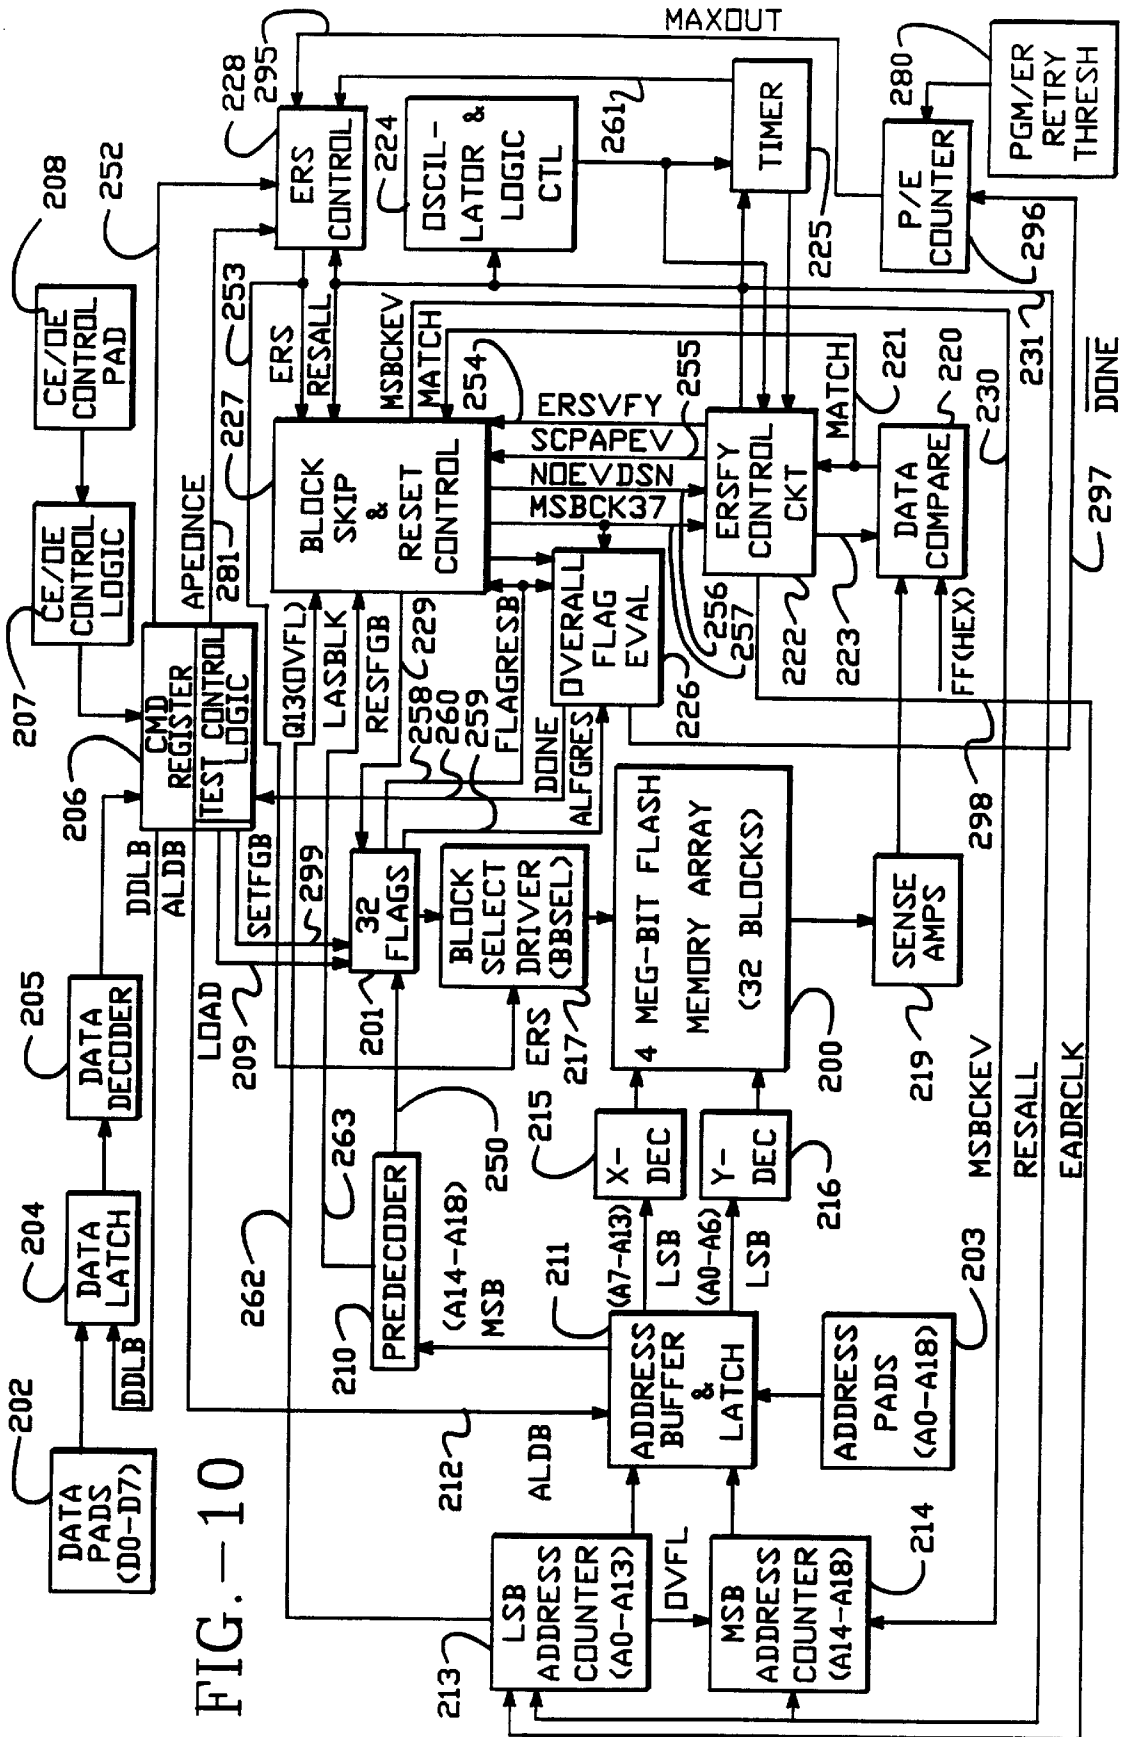 FIG.-10
202
DATA
PADS
(D0-D7)
DDLB
204
DATA
LATCH
205
DATA
DECODER
206
CMD
REGISTER
TEST CONTROL
LOGIC
207
CE/OE
CONTROL
LOGIC
208
CE/OE
CONTROL
PAD
252
228
295
MAXOUT
DDLB
ALDB
LOAD
209
SETFGB
299
APEONCE
281
253
227
ERS
RESALL
MSBCKEV
MATCH
ERS
CONTROL
224
OSCIL-
LATOR &
LOGIC
CTL
261
TIMER
225
280
PGM/ER
RETRY
THRESH
P/E
COUNTER
296
262
263
Q13(OVFL)
LASBLK
RESFGB
229
258
260
259
FLAGRESB
BLOCK
SKIP
&
RESET
CONTROL
254
ERSVFY
SCPAPEV
NOEVDSN
MSBCK37
255
256
257
ERSFY
CONTROL
CKT
222
223
MATCH
221
DATA
COMPARE
220
230
231
FF(HEX)
297
DONE
298
DONE
ALFGRES
OVERALL
FLAG
EVAL
226
32
FLAGS
201
BLOCK
SELECT
DRIVER
(BBSEL)
ERS
217
210
PREDECODER
250
(A14-A18)
MSB
212
ALDB
211
ADDRESS
BUFFER
&
LATCH
(A7-A13)
LSB
(A0-A6)
LSB
215
X-
DEC
Y-
DEC
216
4 MEG-BIT FLASH
MEMORY ARRAY
(32 BLOCKS)
200
SENSE
AMPS
219
ADDRESS
PADS
(A0-A18)
203
213
LSB
ADDRESS
COUNTER
(A0-A13)
OVFL
MSB
ADDRESS
COUNTER
(A14-A18)
214
MSBCKEV
RESALL
EADRCLK